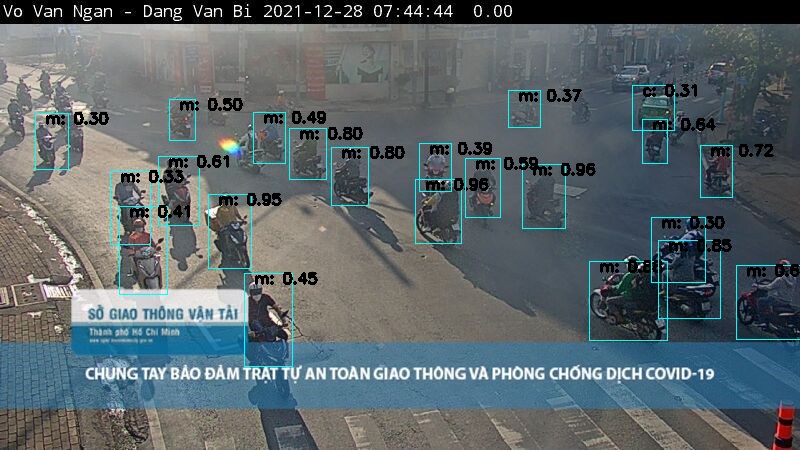 Vo Van Ngan - Dang Van Bi 2021-12-28 07:44:44 0.00
m: 0.37
c: 0.31
m: 0.50
m: 0.30
m: 0.49
m: 0.64
m: 0.80
m: 0.39
m: 0.80
m: 0.72
m: 0.61
m: 0.59
m: 0.96
m: 0.33
m: 0.96
m: 0.95
m: 0.41
m: 0.30
m: 0.85
m: 0.45
SỞ GIAO THÔNG VẬN TẢI
Thành phố Hồ Chí Minh
CHUNG TAY BẢO ĐẢM TRẬT TỰ AN TOÀN GIAO THÔNG VÀ PHÒNG CHỐNG DỊCH COVID-19